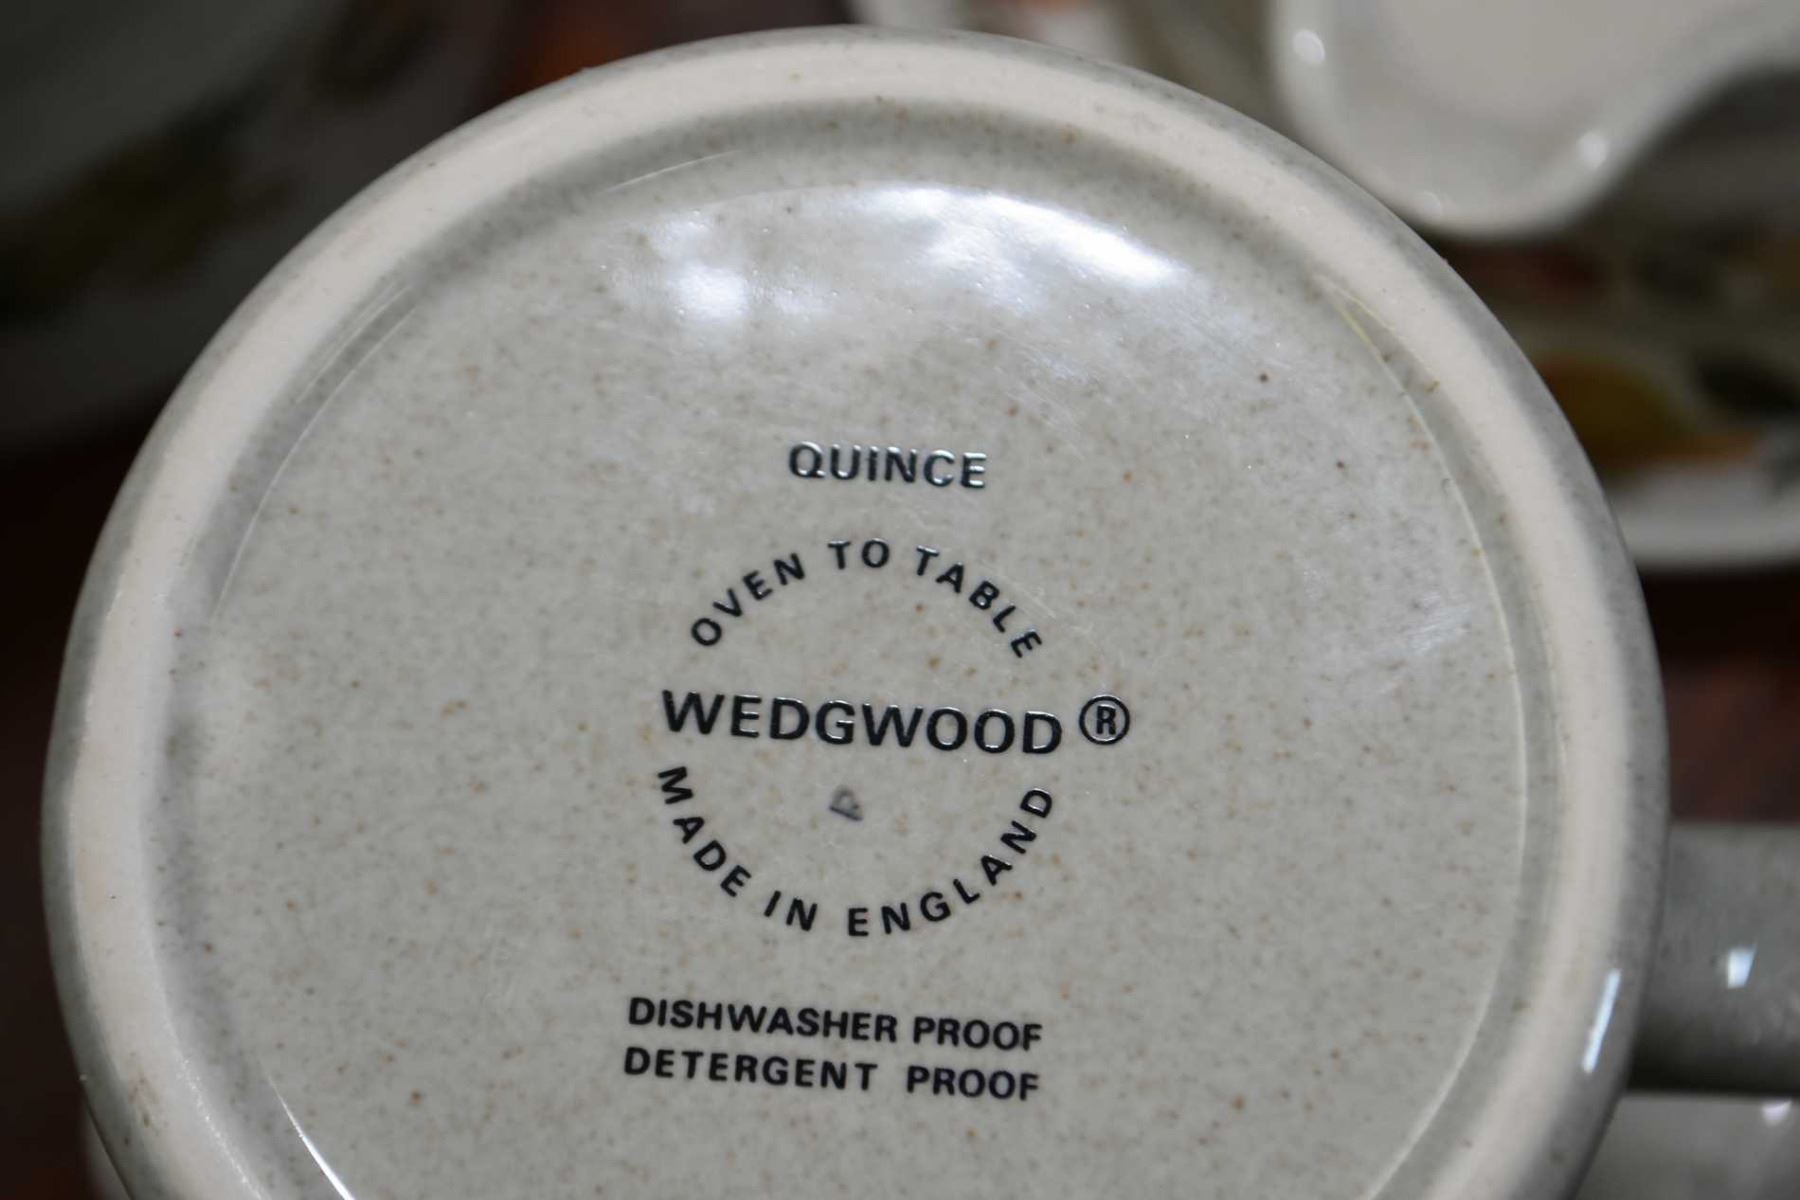 QUINCE
OVEN TO TABLE
WEDGWOOD ®
P
MADE IN ENGLAND
DISHWASHER PROOF
DETERGENT PROOF